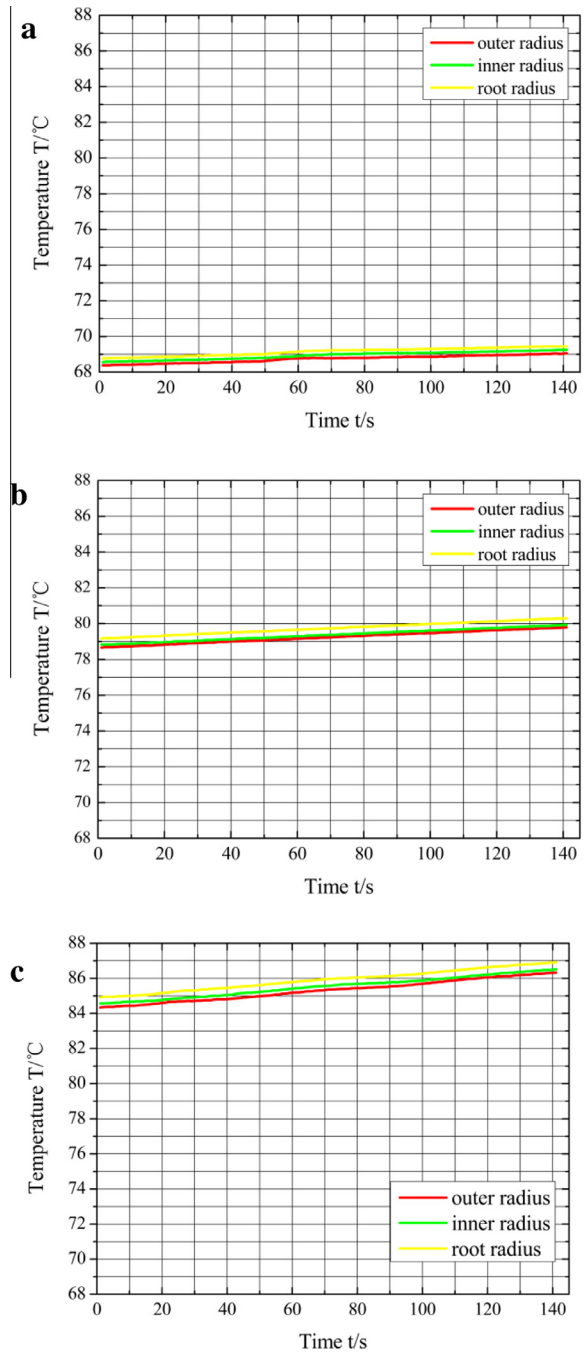 a
88
86
84
82
80
78
76
74
72
70
68
Temperature T/℃
outer radius
inner radius
root radius
0 20 40 60 80 100 120 140
Time t/s
b
88
86
84
82
80
78
76
74
72
70
68
Temperature T/℃
outer radius
inner radius
root radius
0 20 40 60 80 100 120 140
Time t/s
c
88
86
84
82
80
78
76
74
72
70
68
Temperature T/℃
outer radius
inner radius
root radius
0 20 40 60 80 100 120 140
Time t/s